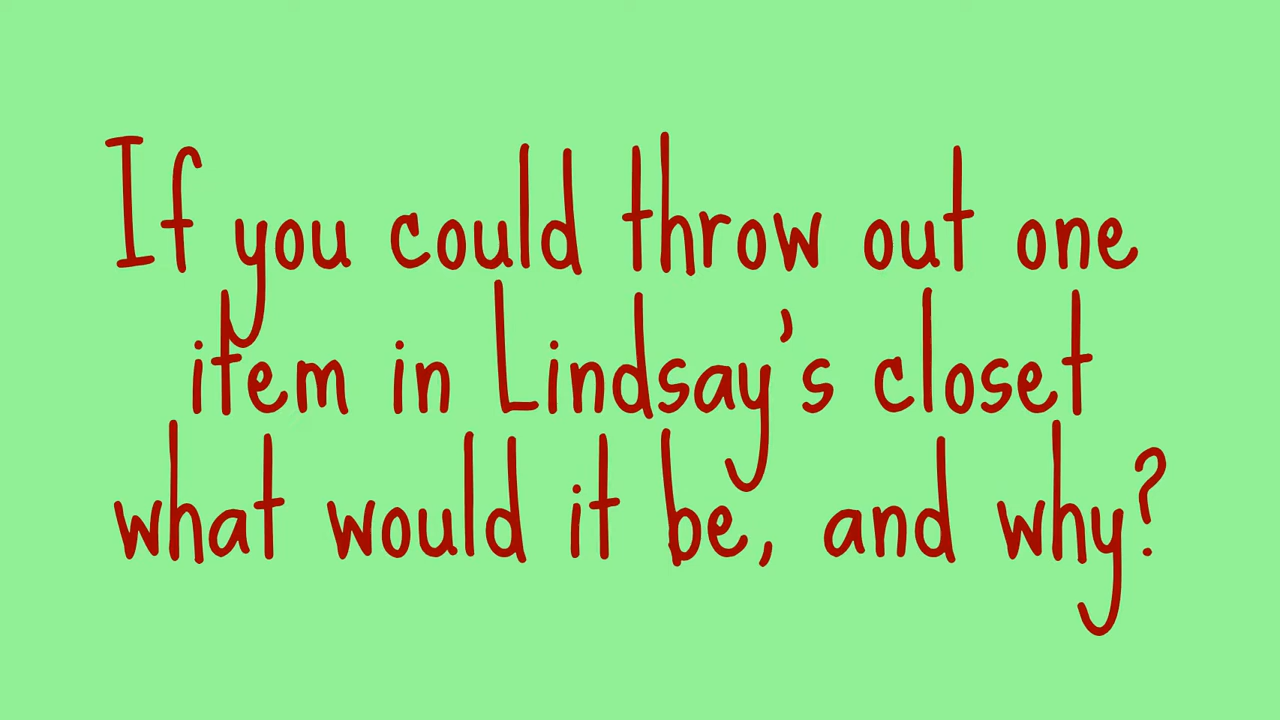 If you could throw out one
item in Lindsay's closet
what would it be, and why?